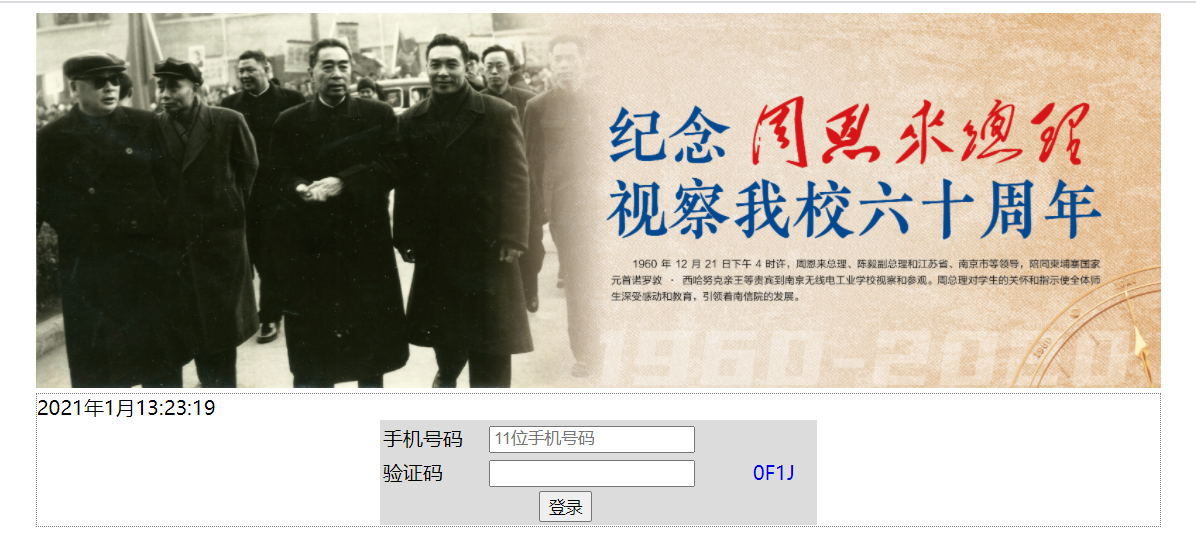 纪念 周恩来总理
视察我校六十周年
1960 年 12 月 21 日下午 4 时许，周恩来总理、陈毅副总理和江苏省、南京市等领导，陪同柬埔寨国家
元首诺罗敦 · 西哈努克亲王等贵宾到南京无线电工业学校视察和参观。周总理对学生的关怀和指示使全体师
生深受感动和教育，引领着南信院的发展。
1960
1960-2020
2021年1月13:23:19
手机号码 11位手机号码
验证码 0F1J
登录